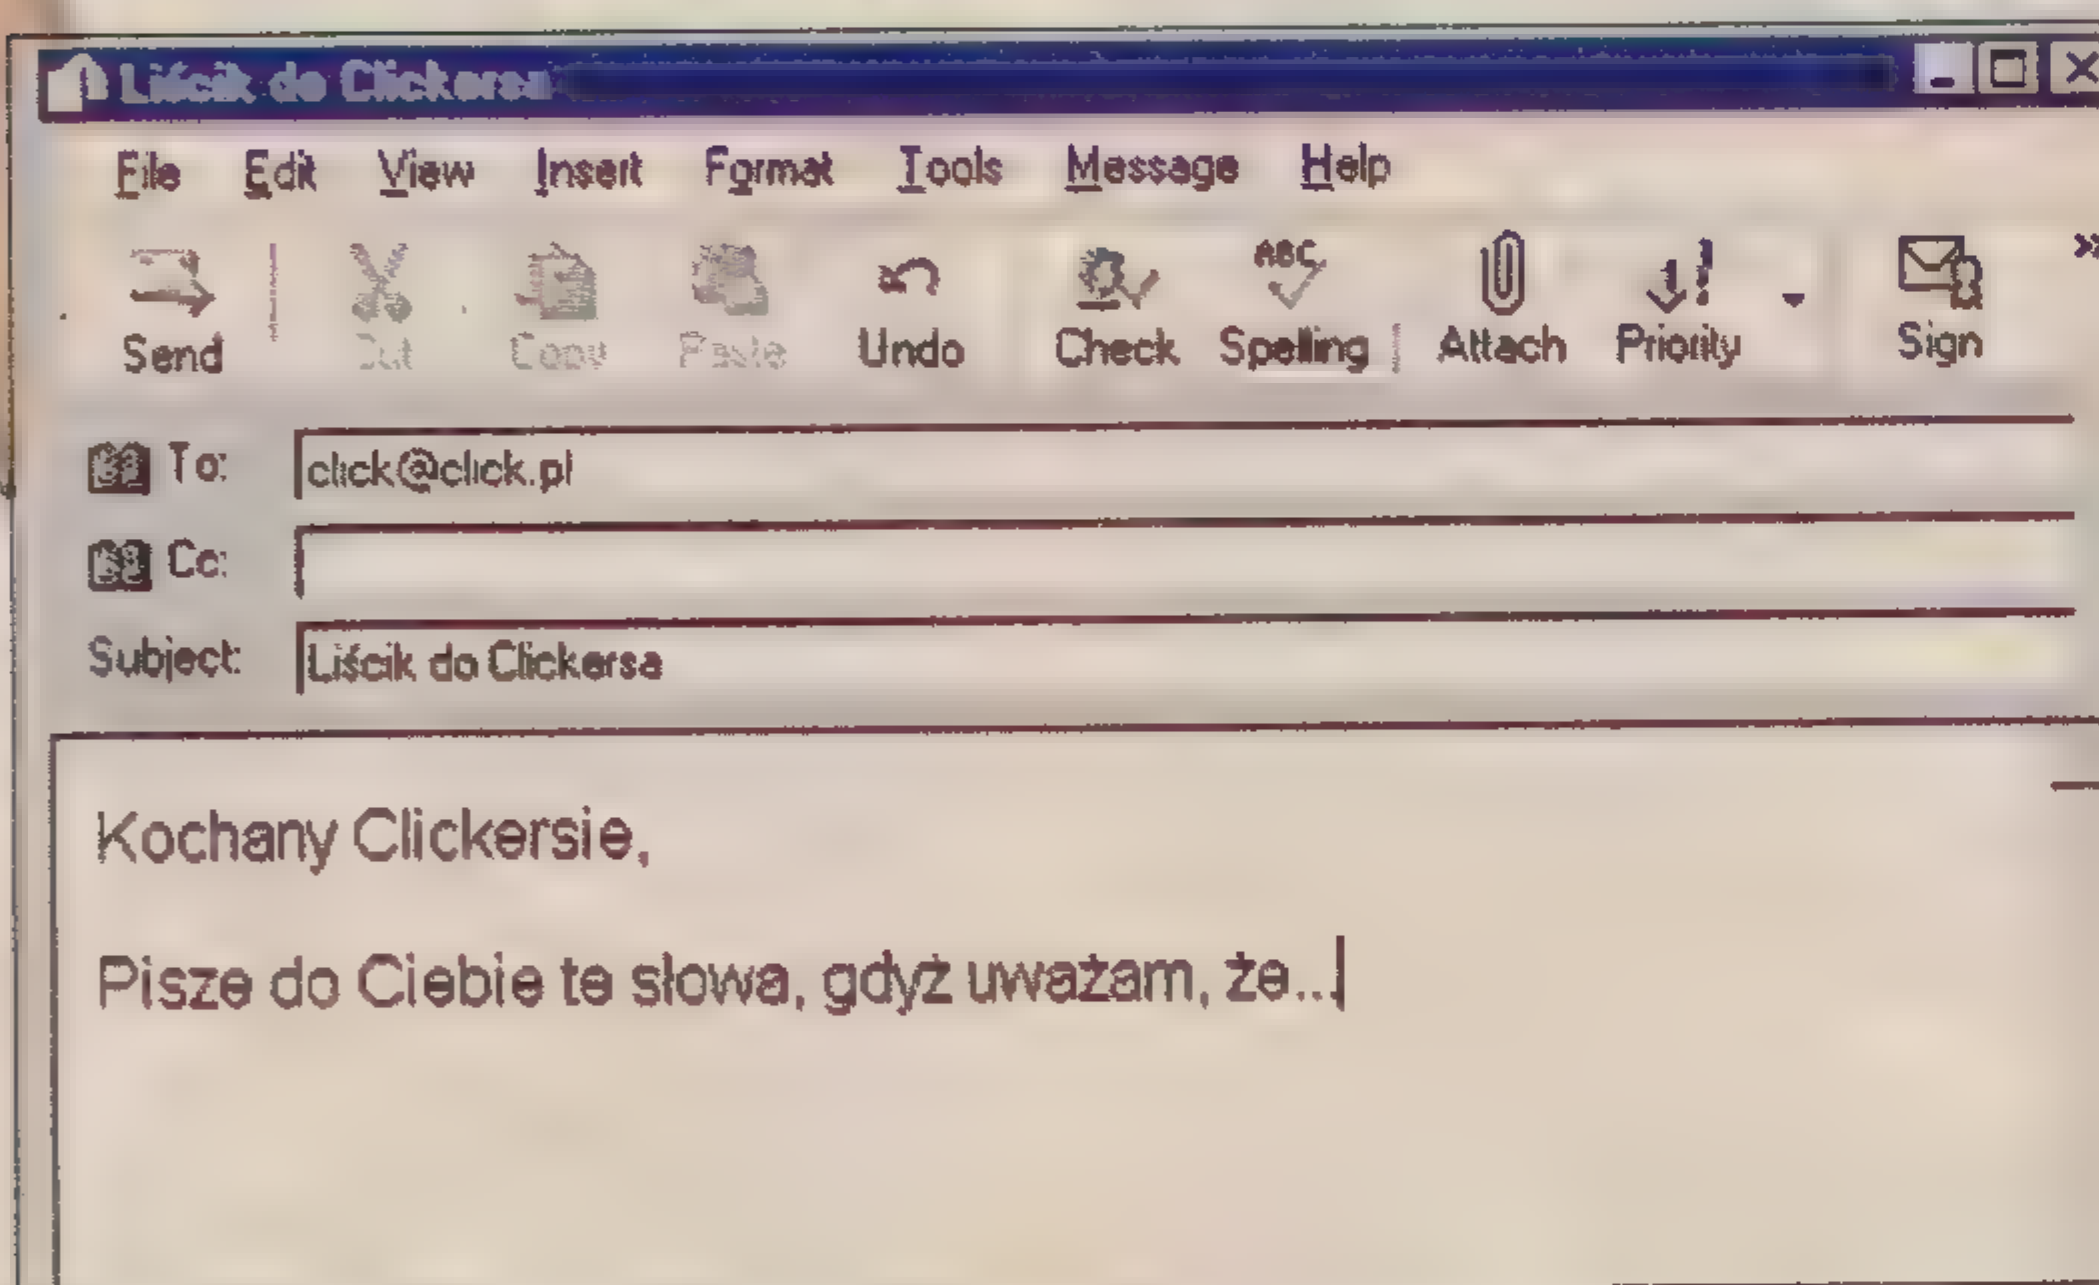 Liścik do Clickersa
File Edit View Insert Format Tools Message Help
ABC
Send Cut Copy Paste Undo Check Spelling Attach Priority Sign
To: click@click.pl
Cc:
Subject: Liścik do Clickersa
Kochany Clickersie,
Pisze do Ciebie te słowa, gdyż uważam, że...